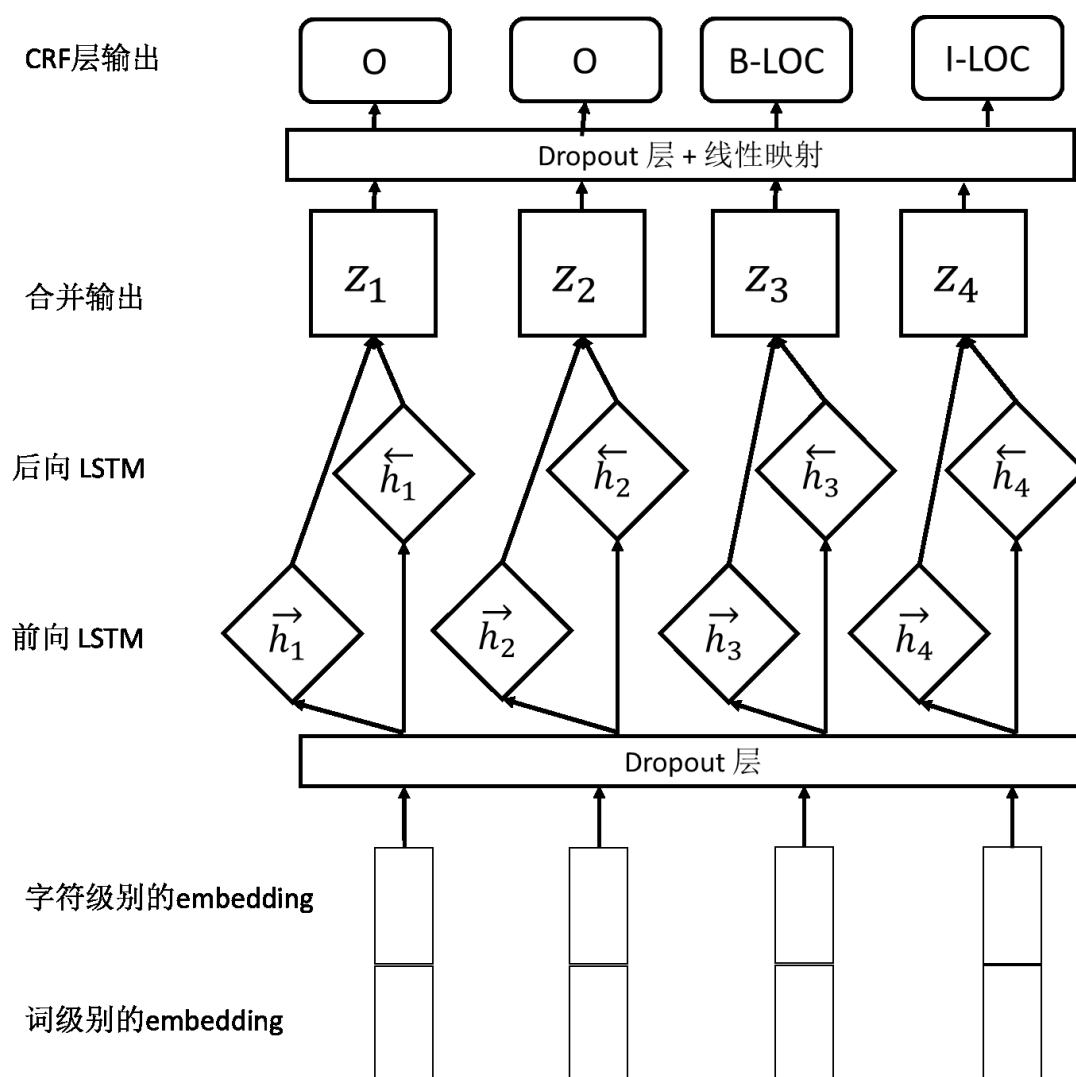 CRF层输出
O O B-LOC I-LOC
Dropout 层 + 线性映射
合并输出
z₁ z₂ z₃ z₄
后向 LSTM
←h₁ ←h₂ ←h₃ ←h₄
前向 LSTM
→h₁ →h₂ →h₃ →h₄
Dropout 层
字符级别的embedding
词级别的embedding